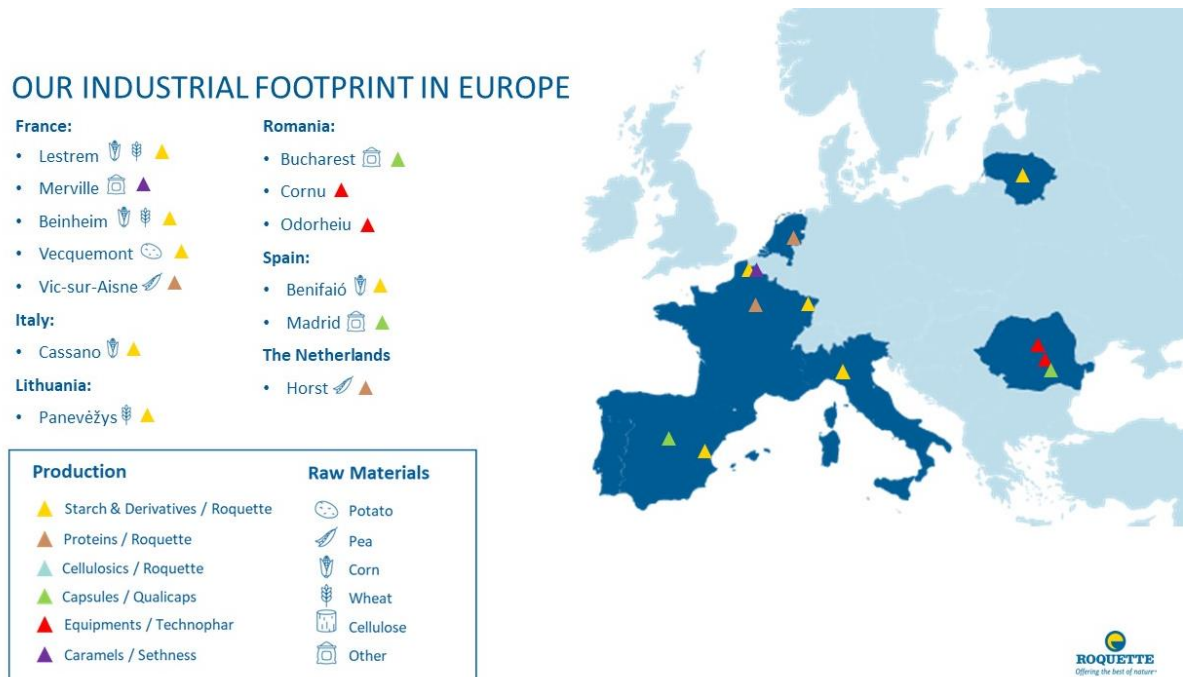 OUR INDUSTRIAL FOOTPRINT IN EUROPE
France:
• Lestrem
• Merville
• Beinheim
• Vecquemont
• Vic-sur-Aisne
Italy:
• Cassano
Lithuania:
• Panevėžys
Romania:
• Bucharest
• Cornu
• Odorheiu
Spain:
• Benifaió
• Madrid
The Netherlands
• Horst
Production
Starch & Derivatives / Roquette
Proteins / Roquette
Cellulosics / Roquette
Capsules / Qualicaps
Equipments / Technophar
Caramels / Sethness
Raw Materials
Potato
Pea
Corn
Wheat
Cellulose
Other
ROQUETTE
Offering the best of nature™